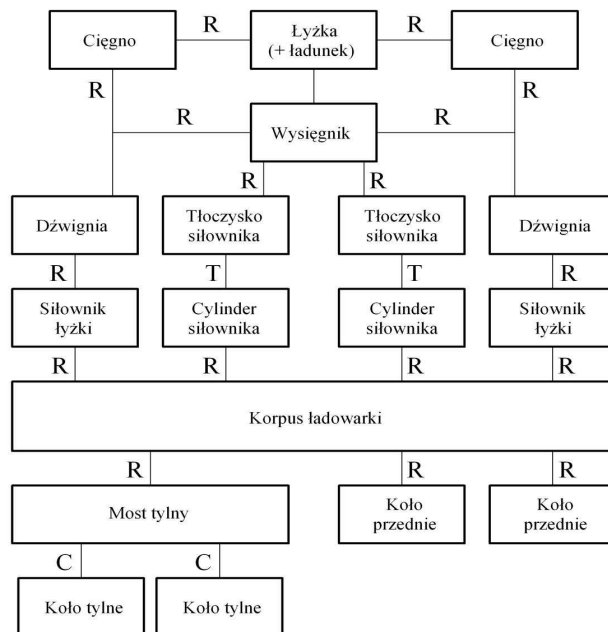 R
R
Cięgno
Łyżka
(+ ładunek)
Cięgno
R
R
R
R
Wysięgnik
R
R
Dźwignia
Tłoczysko
siłownika
Tłoczysko
siłownika
Dźwignia
R
T
T
R
Siłownik
łyżki
Cylinder
siłownika
Cylinder
siłownika
Siłownik
łyżki
R
R
R
R
Korpus ładowarki
R
R
R
Most tylny
Koło
przednie
Koło
przednie
C
C
Koło tylne
Koło tylne